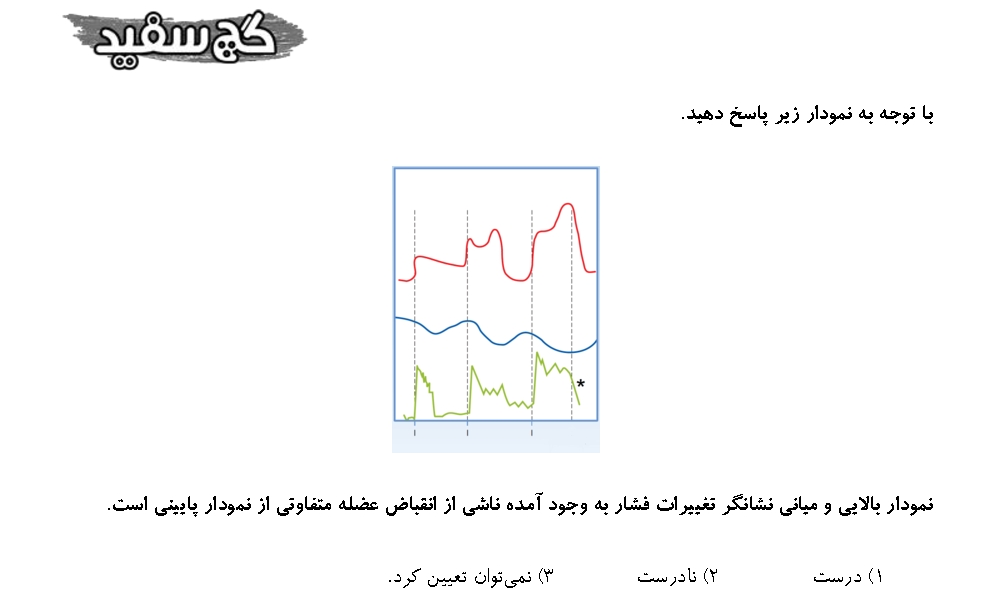 گچ سفید
با توجه به نمودار زیر پاسخ دهید.
*
نمودار بالایی و میانی نشانگر تغییرات فشار به وجود آمده ناشی از انقباض عضله متفاوتی از نمودار پایینی است.
۱) درست ۲) نادرست ۳) نمی‌توان تعیین کرد.